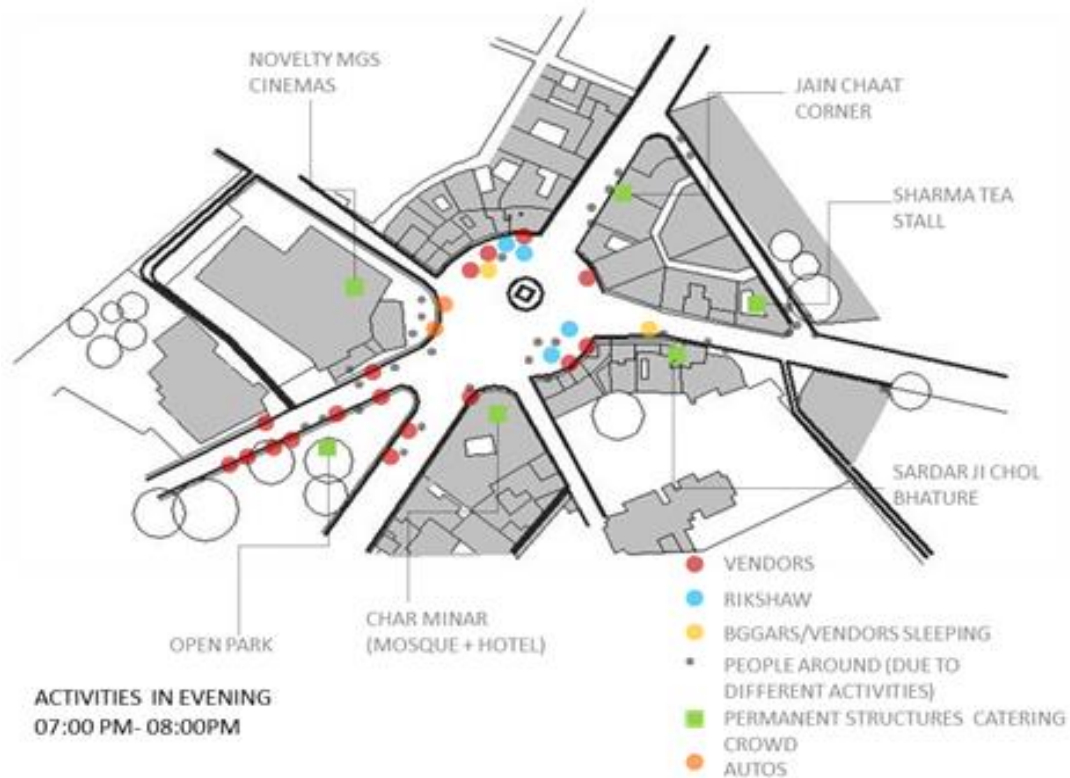 NOVELTY MGS
CINEMAS
JAIN CHAAT
CORNER
SHARMA TEA
STALL
SARDAR JI CHOL
BHATURE
CHAR MINAR
(MOSQUE + HOTEL)
OPEN PARK
VENDORS
RIKSHAW
BGGARS/VENDORS SLEEPING
PEOPLE AROUND (DUE TO
DIFFERENT ACTIVITIES)
PERMANENT STRUCTURES CATERING
CROWD
AUTOS
ACTIVITIES IN EVENING
07:00 PM- 08:00PM